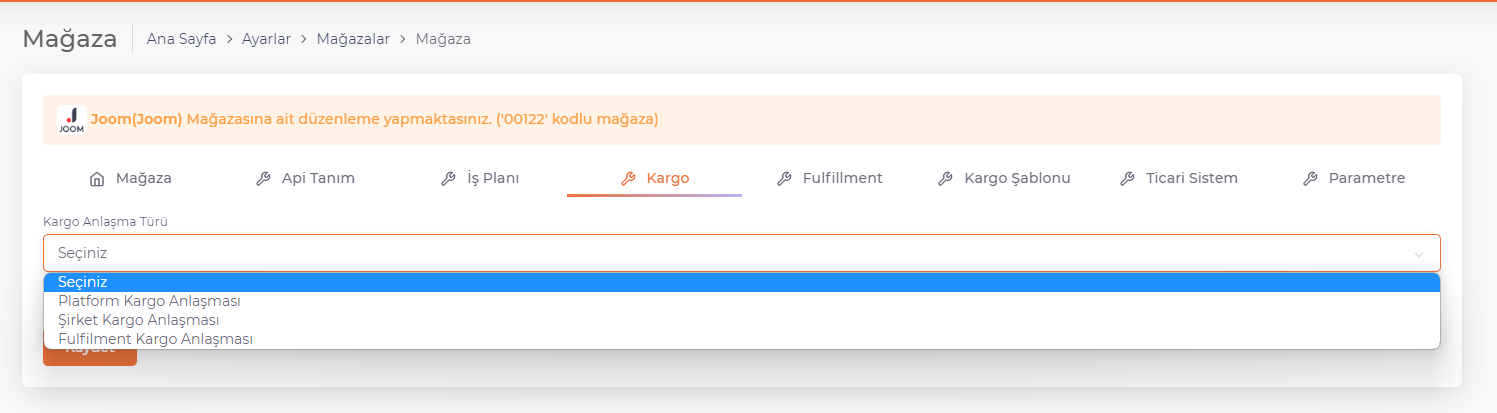 Mağaza
Ana Sayfa > Ayarlar > Mağazalar > Mağaza
JOOM
Joom(Joom) Mağazasına ait düzenleme yapmaktasınız. ('00122' kodlu mağaza)
Mağaza Api Tanım İş Planı Kargo Fulfillment Kargo Şablonu Ticari Sistem Parametre
Kargo Anlaşma Türü
Seçiniz
Seçiniz
Platform Kargo Anlaşması
Şirket Kargo Anlaşması
Fulfilment Kargo Anlaşması
Kaydet